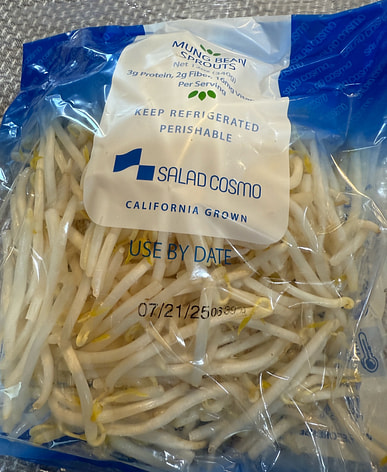 MUNG BEAN
SPROUTS
Net
3g Protein, 2g Fiber,
Per Serving
KEEP REFRIGERATED
PERISHABLE
SALAD COSMO
CALIFORNIA GROWN
USE BY DATE
07/21/25